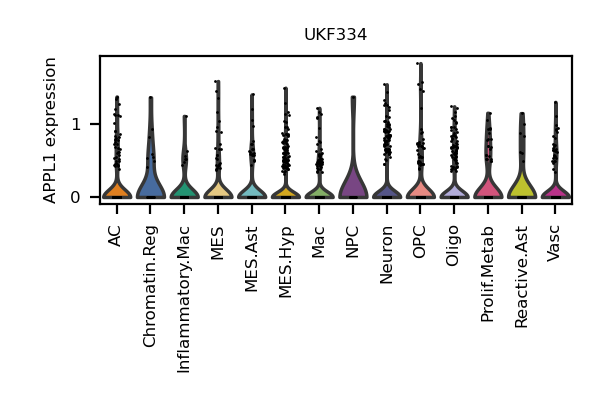 UKF334
APPL1 expression
1
0
AC
Chromatin.Reg
Inflammatory.Mac
MES
MES.Ast
MES.Hyp
Mac
NPC
Neuron
OPC
Oligo
Prolif.Metab
Reactive.Ast
Vasc